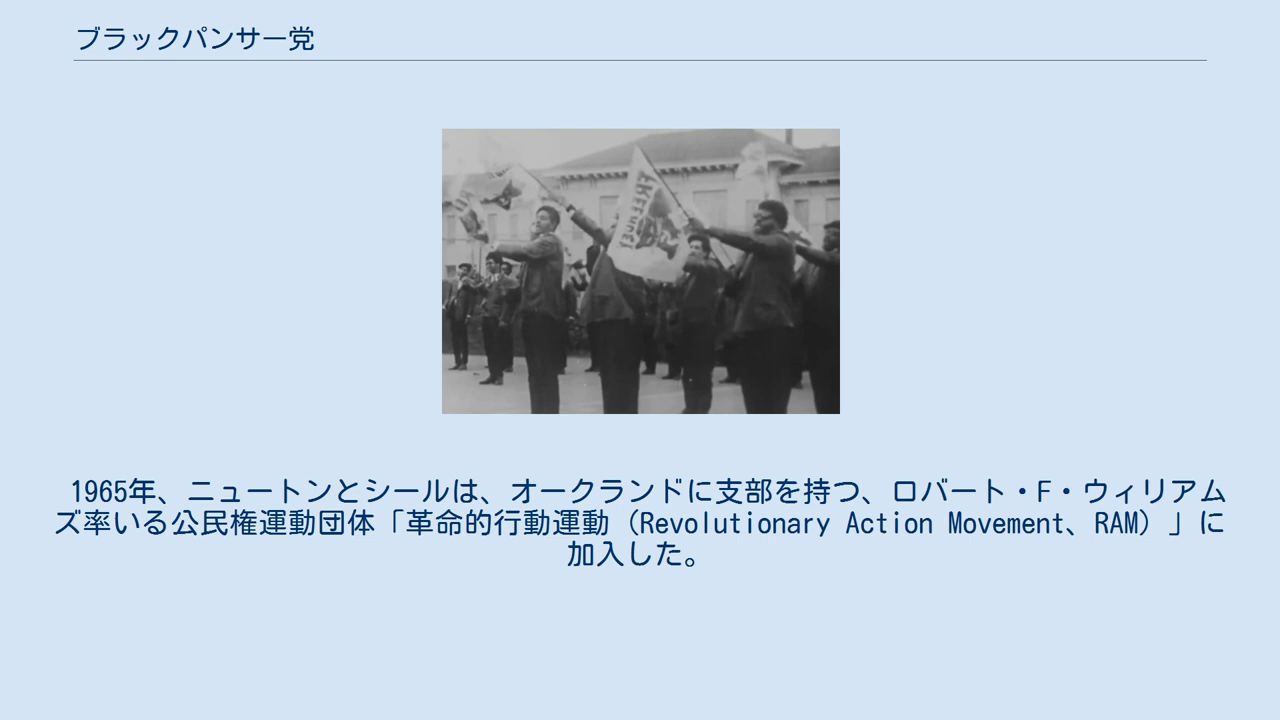 ブラックパンサー党
FREE HUEY
1965年、ニュートンとシールは、オークランドに支部を持つ、ロバート・F・ウィリアム
ズ率いる公民権運動団体「革命的行動運動（Revolutionary Action Movement、RAM）」に
加入した。